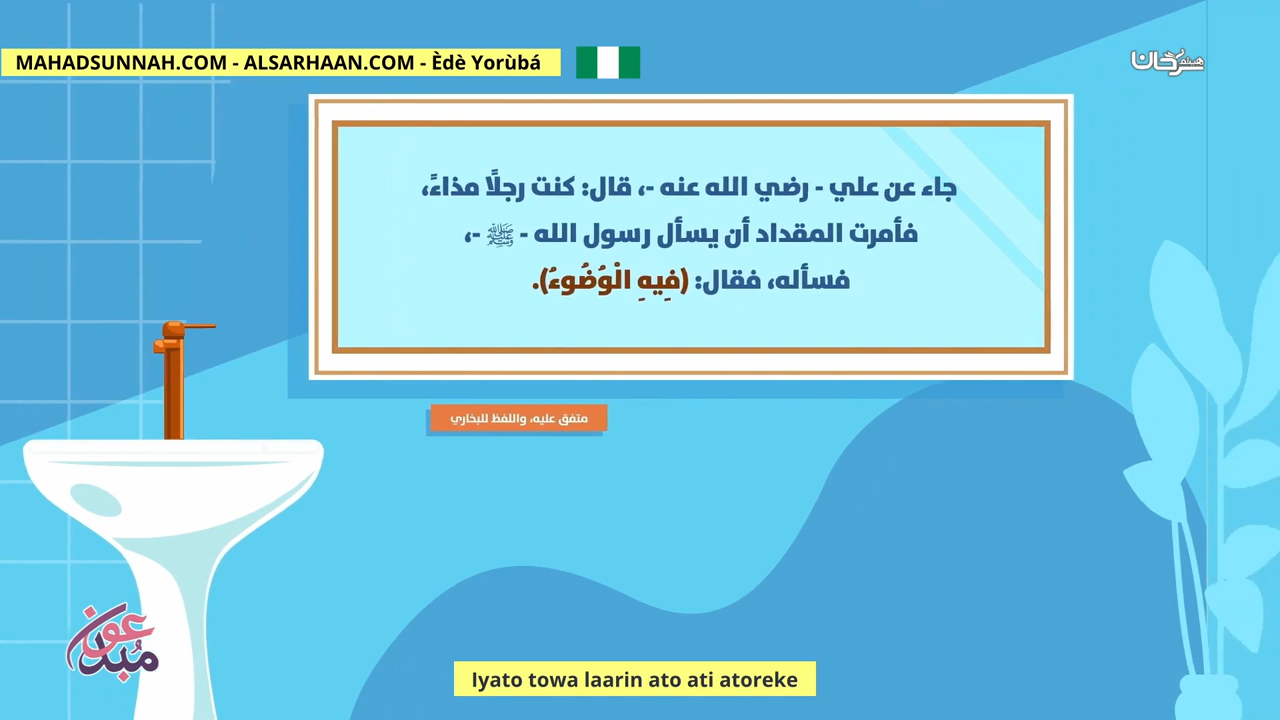 MAHADSUNNAH.COM - ALSARHAAN.COM - Èdè Yorùbá
جاء عن علي - رضي الله عنه -، قال: كنت رجلًا مذاءً،
فأمرت المقداد أن يسأل رسول الله - ﷺ -،
فسأله، فقال: (فِيهِ الْوُضُوءُ).
متفق عليه، واللفظ للبخاري
مبدعون
Iyato towa laarin ato ati atoreke